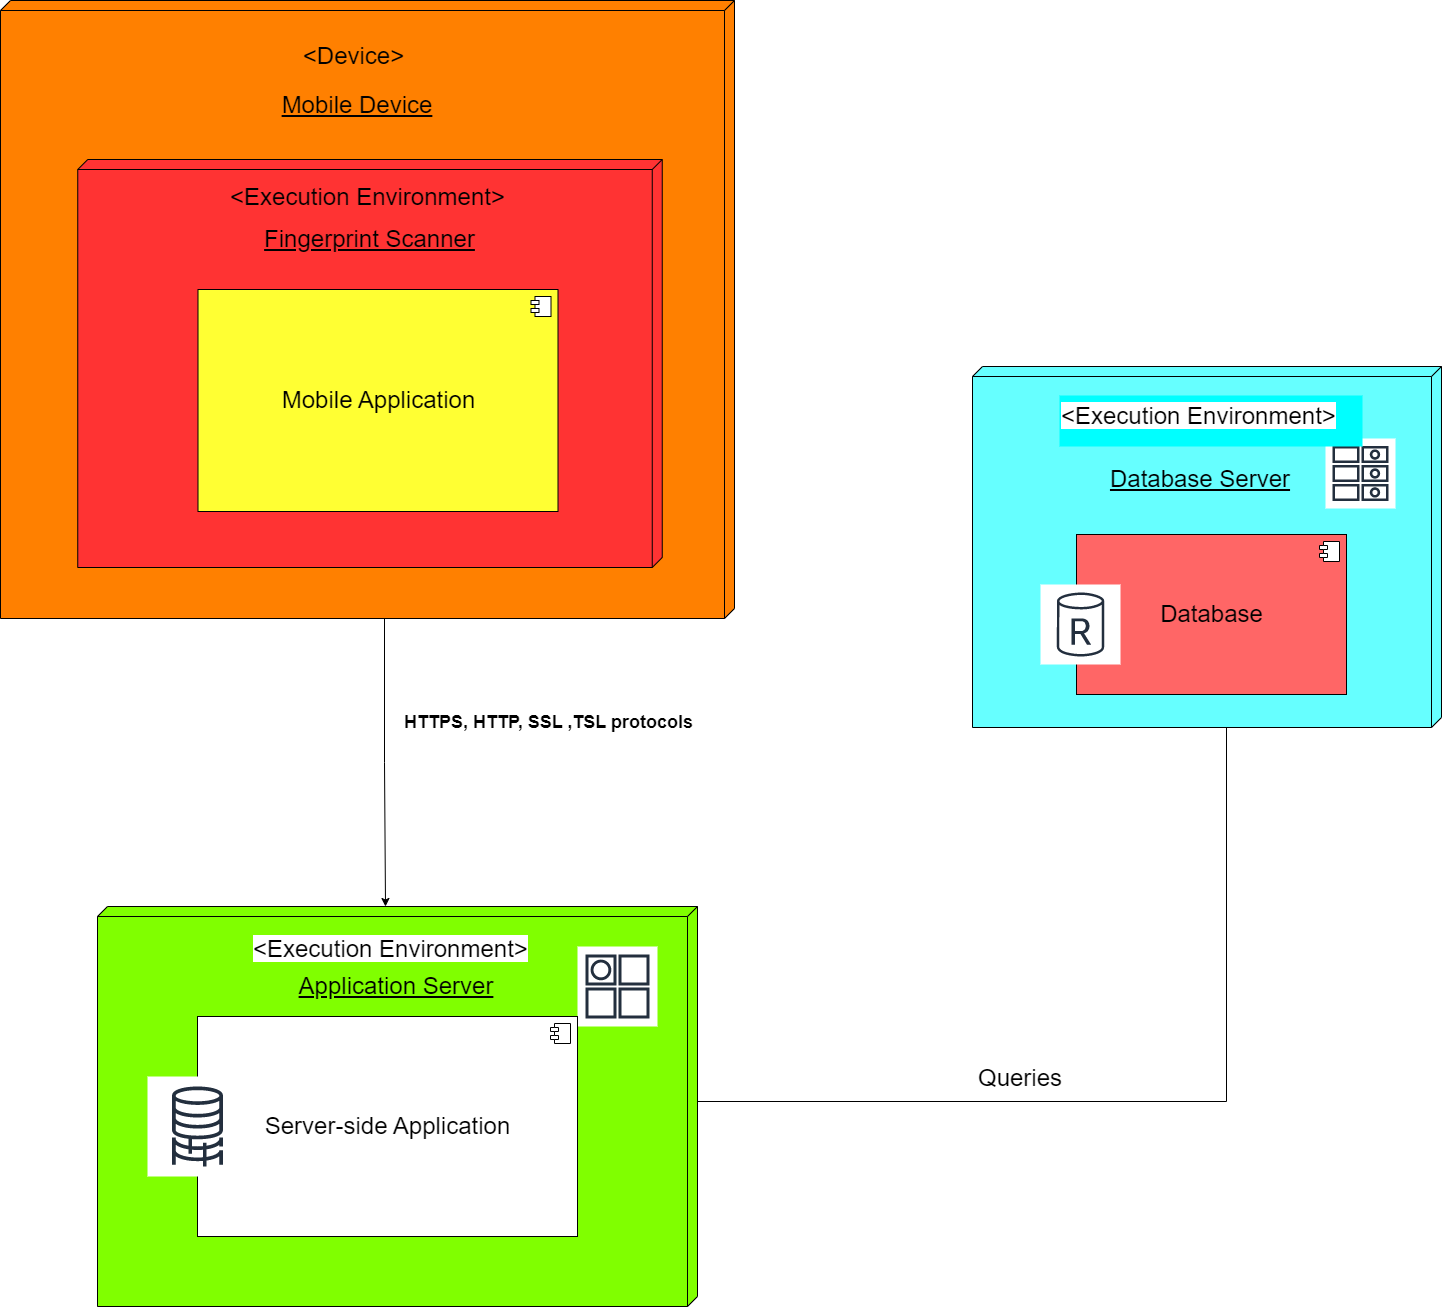 <Device>
Mobile Device
<Execution Environment>
Fingerprint Scanner
Mobile Application
<Execution Environment>
Database Server
Database
R
HTTPS, HTTP, SSL ,TSL protocols
<Execution Environment>
Application Server
Server-side Application
Queries